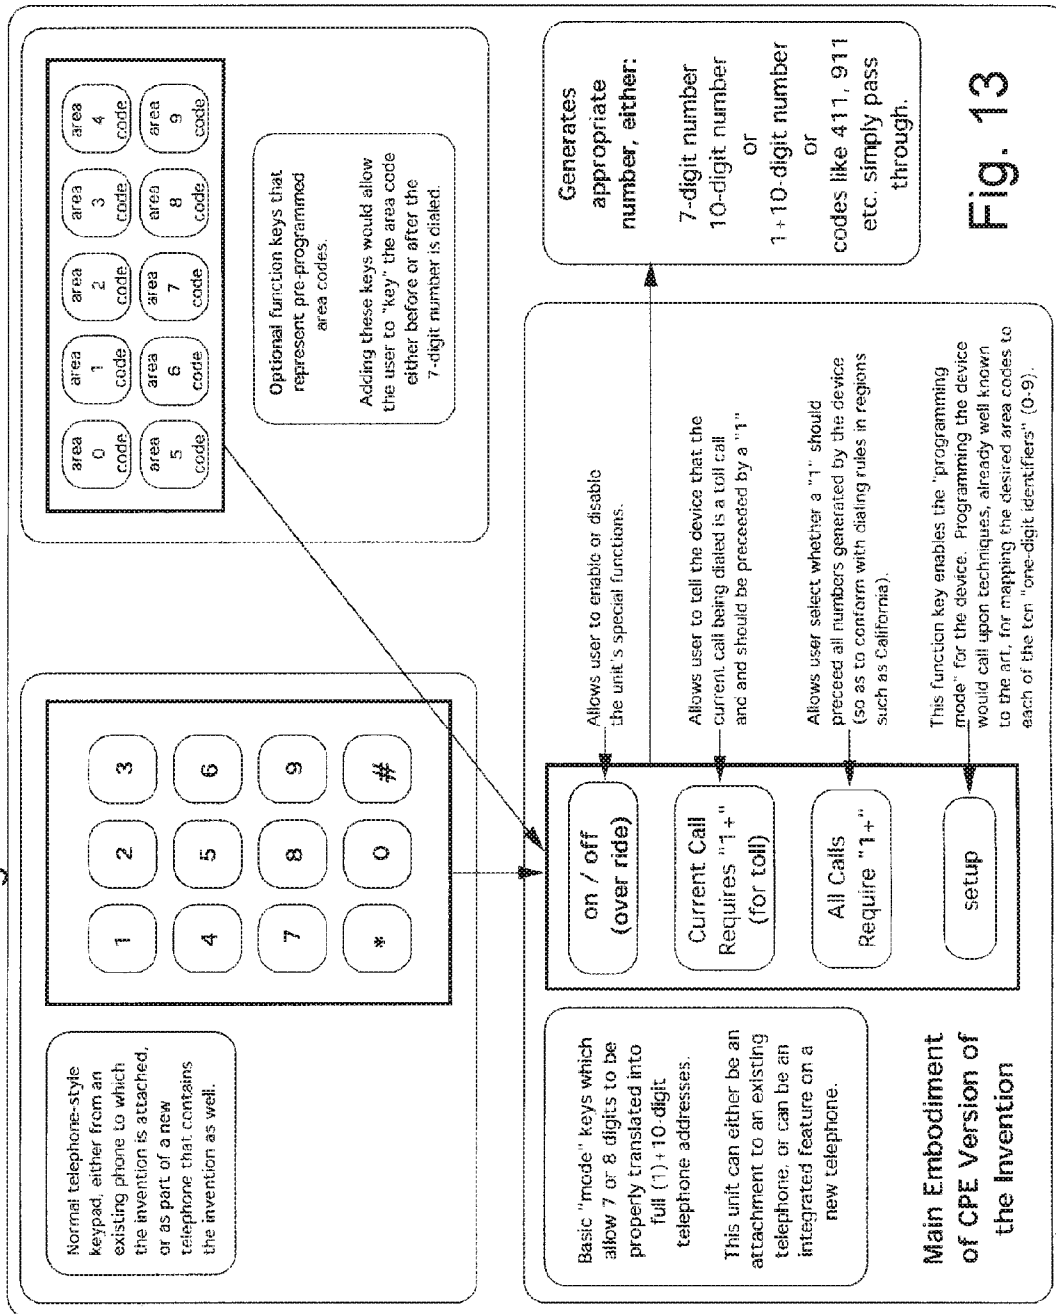 Normal telephone-style
keypad, either from an
existing phone to which
the invention is attached,
or as part of a new
telephone that contains
the invention as well.
1
2
3
4
5
6
7
8
9
*
0
#
area
0
code
area
1
code
area
2
code
area
3
code
area
4
code
area
5
code
area
6
code
area
7
code
area
8
code
area
9
code
Optional function keys that
represent pre-programmed
area codes.
Adding these keys would allow
the user to "key" the area code
either before or after the
7-digit number is dialed.
Basic "mode" keys which
allow 7 or 8 digits to be
properly translated into
full (1)+10-digit
telephone addresses.
This unit can either be an
attachment to an existing
telephone, or can be an
integrated feature on a
new telephone.
Main Embodiment
of CPE Version of
the Invention
on / off
(over ride)
Current Call
Requires "1+"
(for toll)
All Calls
Require "1+"
setup
Allows user to enable or disable
the unit's special functions.
Allows user to tell the device that the
current call being dialed is a toll call
and and should be preceeded by a "1"
Allows user select whether a "1" should
preceed all numbers generated by the device
(so as to conform with dialing rules in regions
such as California).
This function key enables the "programming
mode" for the device. Programming the device
would call upon techniques, already well known
to the art, for mapping the desired area codes to
each of the ten "one-digit identifiers" (0-9).
Generates
appropriate
number, either:
7-digit number
10-digit number
or
1+10-digit number
or
codes like 411, 911
etc. simply pass
through.
Fig. 13